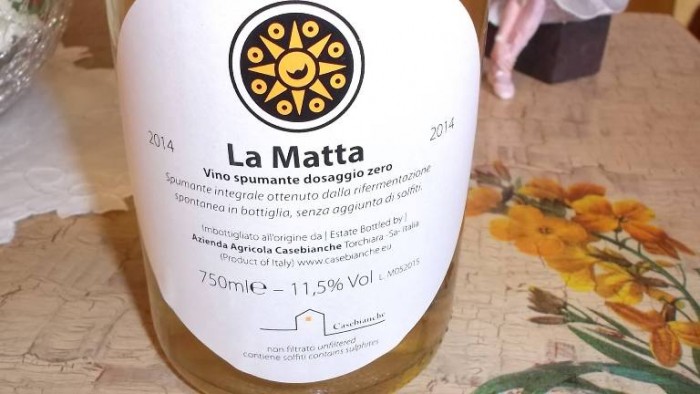 2014
2014
La Matta
Vino spumante dosaggio zero
Spumante integrale ottenuto dalla rifermentazione
spontanea in bottiglia, senza aggiunta di solfiti.
Imbottigliato all'origine da | Estate Bottled by |
Azienda Agricola Casebianche Torchiara -Sa- Italia
(Product of Italy) www.casebianche.eu
750ml℮ – 11,5% Vol L. M052015
Casebianche
non filtrato unfiltered
contiene solfiti contains sulphites